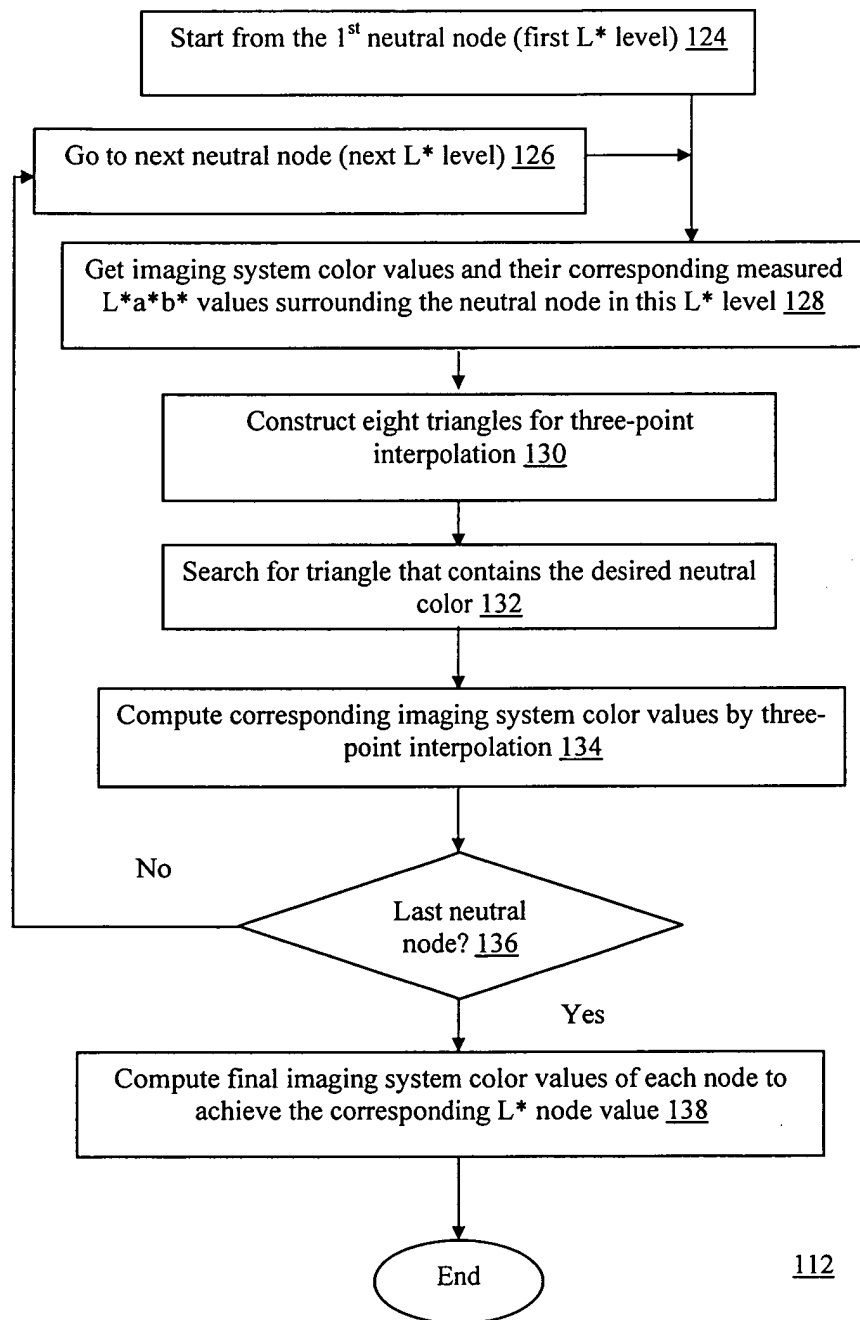 Start from the 1st neutral node (first L* level) 124
Go to next neutral node (next L* level) 126
Get imaging system color values and their corresponding measured
L*a*b* values surrounding the neutral node in this L* level 128
Construct eight triangles for three-point
interpolation 130
Search for triangle that contains the desired neutral
color 132
Compute corresponding imaging system color values by three-
point interpolation 134
No
Last neutral
node? 136
Yes
Compute final imaging system color values of each node to
achieve the corresponding L* node value 138
End
112